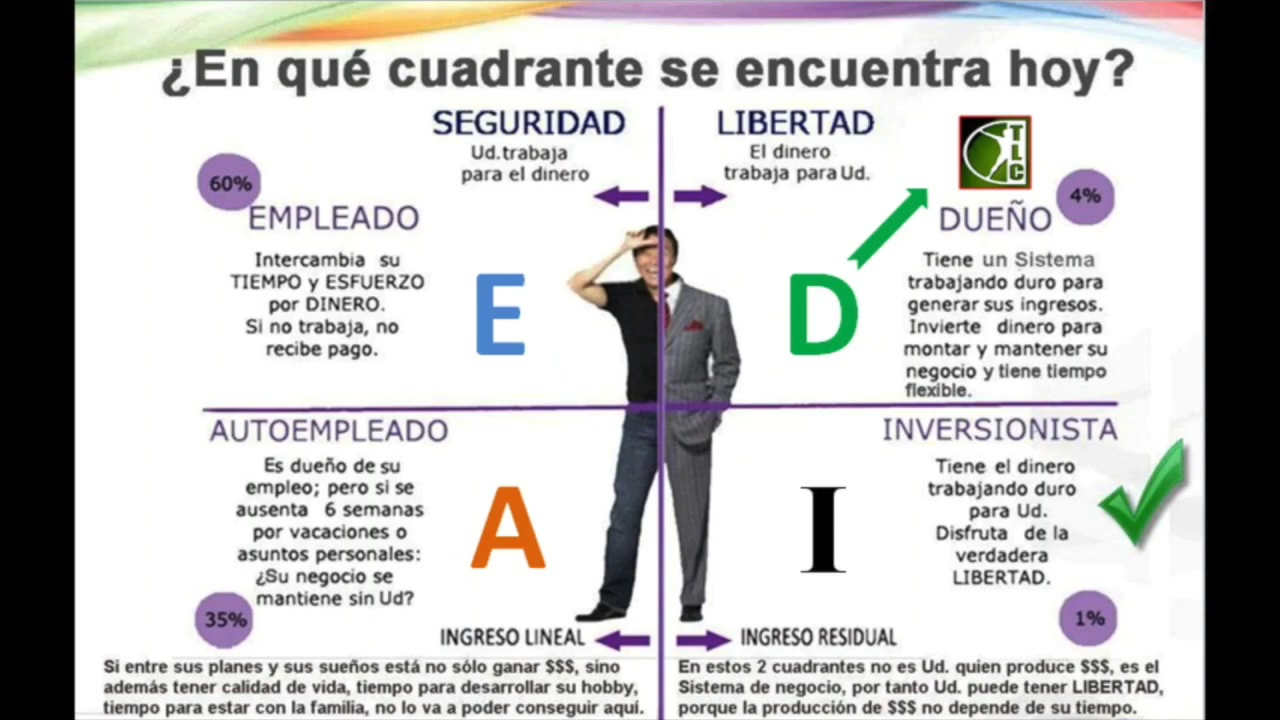 ¿En qué cuadrante se encuentra hoy?
SEGURIDAD
Ud.trabaja
para el dinero
LIBERTAD
El dinero
trabaja para Ud.
TLC
60%
EMPLEADO
Intercambia su
TIEMPO y ESFUERZO
por DINERO.
Si no trabaja, no
recibe pago.
E
D
4%
DUEÑO
Tiene un Sistema
trabajando duro para
generar sus ingresos.
Invierte dinero para
montar y mantener su
negocio y tiene tiempo
flexible.
AUTOEMPLEADO
Es dueño de su
empleo; pero si se
ausenta 6 semanas
por vacaciones o
asuntos personales:
¿Su negocio se
mantiene sin Ud?
35%
A
I
INVERSIONISTA
Tiene el dinero
trabajando duro
para Ud.
Disfruta de la
verdadera
LIBERTAD.
1%
INGRESO LINEAL
INGRESO RESIDUAL
Si entre sus planes y sus sueños está no sólo ganar $$$, sino
además tener calidad de vida, tiempo para desarrollar su hobby,
tiempo para estar con la familia, no lo va a poder conseguir aquí.
En estos 2 cuadrantes no es Ud. quien produce $$$, es el
Sistema de negocio, por tanto Ud. puede tener LIBERTAD,
porque la producción de $$$ no depende de su tiempo.